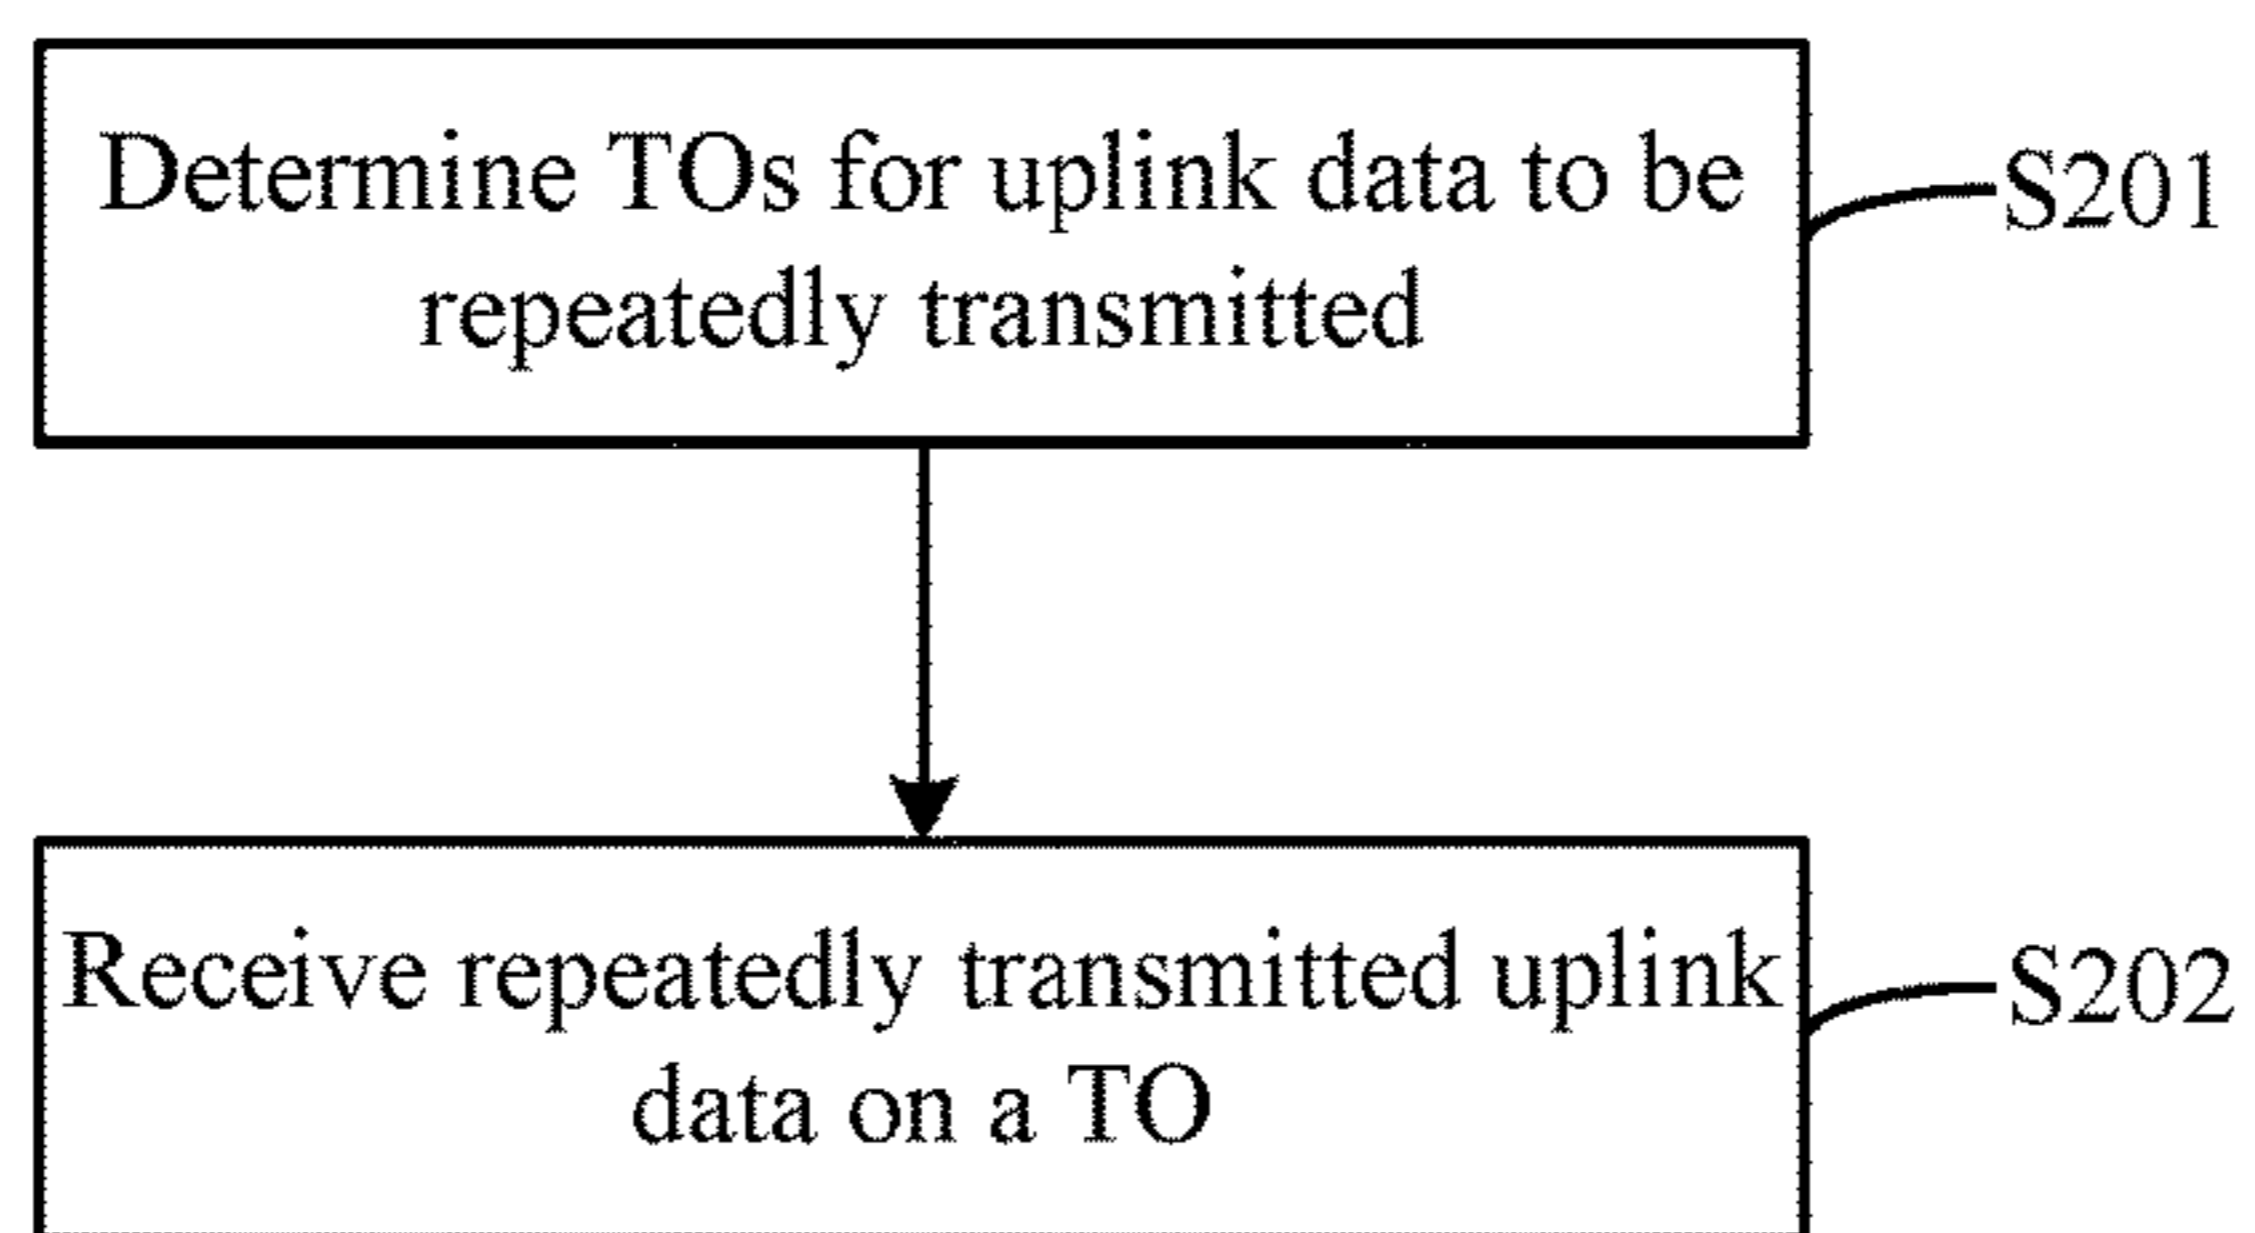 Determine TOs for uplink data to be
repeatedly transmitted
S201
Receive repeatedly transmitted uplink
data on a TO
S202